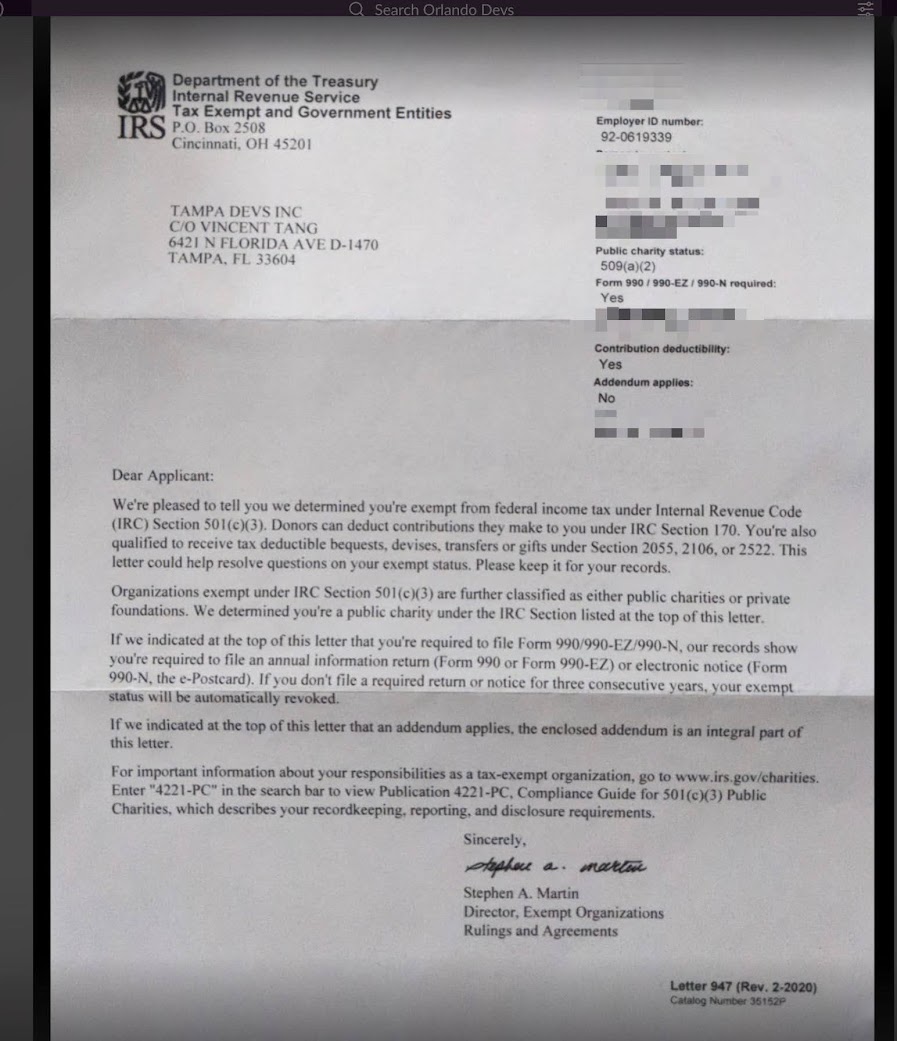 Search Orlando Devs
Department of the Treasury
Internal Revenue Service
Tax Exempt and Government Entities
IRS
P.O. Box 2508
Cincinnati, OH 45201
Employer ID number:
92-0619339
TAMPA DEVS INC
C/O VINCENT TANG
6421 N FLORIDA AVE D-1470
TAMPA, FL 33604
Public charity status:
509(a)(2)
Form 990 / 990-EZ / 990-N required:
Yes
Contribution deductibility:
Yes
Addendum applies:
No
Dear Applicant:
We're pleased to tell you we determined you're exempt from federal income tax under Internal Revenue Code
(IRC) Section 501(c)(3). Donors can deduct contributions they make to you under IRC Section 170. You're also
qualified to receive tax deductible bequests, devises, transfers or gifts under Section 2055, 2106, or 2522. This
letter could help resolve questions on your exempt status. Please keep it for your records.
Organizations exempt under IRC Section 501(c)(3) are further classified as either public charities or private
foundations. We determined you're a public charity under the IRC Section listed at the top of this letter.
If we indicated at the top of this letter that you're required to file Form 990/990-EZ/990-N, our records show
you're required to file an annual information return (Form 990 or Form 990-EZ) or electronic notice (Form
990-N, the e-Postcard). If you don't file a required return or notice for three consecutive years, your exempt
status will be automatically revoked.
If we indicated at the top of this letter that an addendum applies, the enclosed addendum is an integral part of
this letter.
For important information about your responsibilities as a tax-exempt organization, go to www.irs.gov/charities.
Enter "4221-PC" in the search bar to view Publication 4221-PC, Compliance Guide for 501(c)(3) Public
Charities, which describes your recordkeeping, reporting, and disclosure requirements.
Sincerely,
Stephen A. Martin
Stephen A. Martin
Director, Exempt Organizations
Rulings and Agreements
Letter 947 (Rev. 2-2020)
Catalog Number 35152P